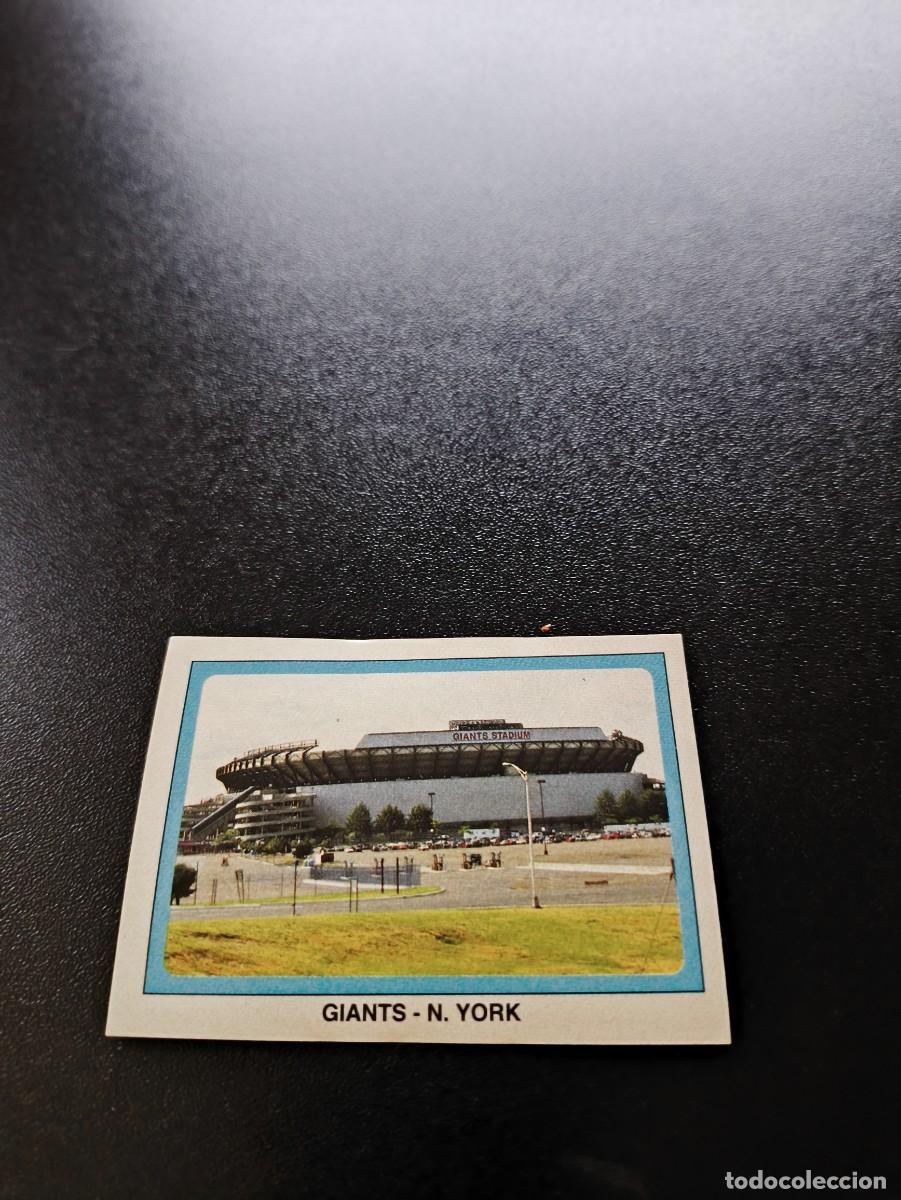 GIANTS STADIUM
GIANTS - N. YORK
todocoleccion